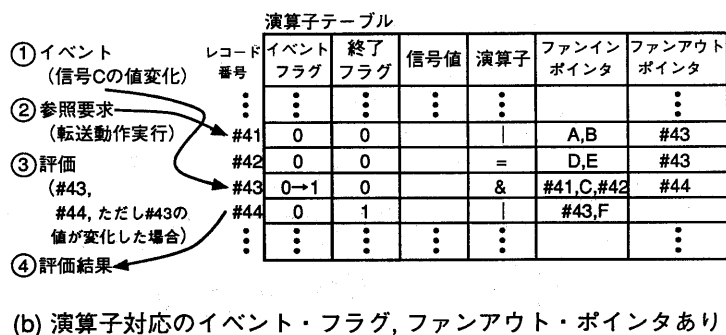 演算子テーブル
①イベント
(信号Cの値変化)
②参照要求
(転送動作実行)
③評価
(#43,
#44, ただし#43の
値が変化した場合)
④評価結果
レコード番号 イベントフラグ 終了フラグ 信号値 演算子 ファンインポインタ ファンアウトポインタ
#41 0 0 | A,B #43
#42 0 0 = D,E #43
#43 0→1 0 & #41,C,#42 #44
#44 0 1 | #43,F
(b) 演算子対応のイベント・フラグ, ファンアウト・ポインタあり